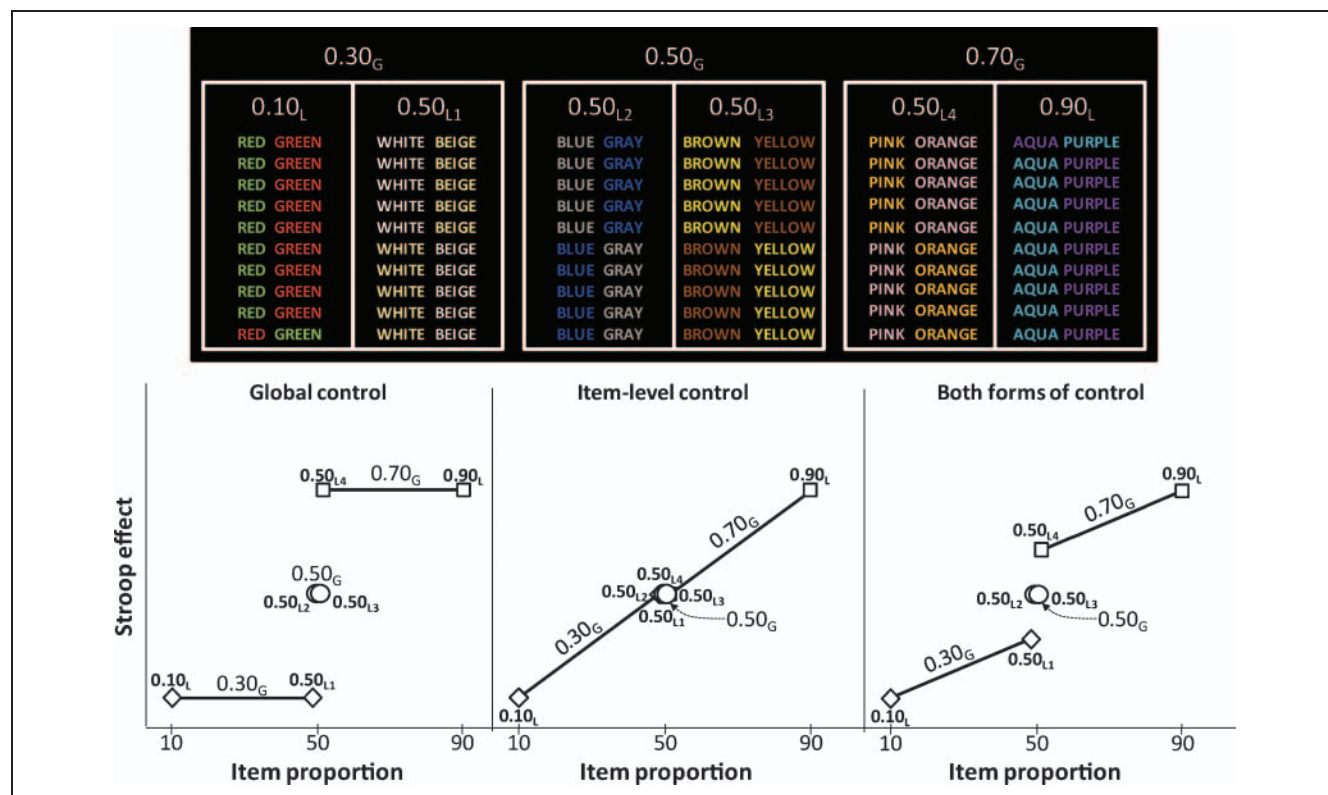 0.30G 0.50G 0.70G
0.10L 0.50L1 0.50L2 0.50L3 0.50L4 0.90L
RED GREEN WHITE BEIGE BLUE GRAY BROWN YELLOW PINK ORANGE AQUA PURPLE
RED GREEN WHITE BEIGE BLUE GRAY BROWN YELLOW PINK ORANGE AQUA PURPLE
RED GREEN WHITE BEIGE BLUE GRAY BROWN YELLOW PINK ORANGE AQUA PURPLE
RED GREEN WHITE BEIGE BLUE GRAY BROWN YELLOW PINK ORANGE AQUA PURPLE
RED GREEN WHITE BEIGE BLUE GRAY BROWN YELLOW PINK ORANGE AQUA PURPLE
RED GREEN WHITE BEIGE BLUE GRAY BROWN YELLOW PINK ORANGE AQUA PURPLE
RED GREEN WHITE BEIGE BLUE GRAY BROWN YELLOW PINK ORANGE AQUA PURPLE
RED GREEN WHITE BEIGE BLUE GRAY BROWN YELLOW PINK ORANGE AQUA PURPLE
RED GREEN WHITE BEIGE BLUE GRAY BROWN YELLOW PINK ORANGE AQUA PURPLE
RED GREEN WHITE BEIGE BLUE GRAY BROWN YELLOW PINK ORANGE AQUA PURPLE
Stroop effect
Global control
0.50L4 0.70G 0.90L
0.50G
0.50L2 0.50L3
0.10L 0.30G 0.50L1
10 50 90
Item proportion
Item-level control
0.90L
0.70G
0.50L4
0.50L2 0.50L3
0.50L1 0.50G
0.30G
0.10L
10 50 90
Item proportion
Both forms of control
0.90L
0.70G
0.50L4
0.50L2 0.50L3
0.50G
0.30G 0.50L1
0.10L
10 50 90
Item proportion